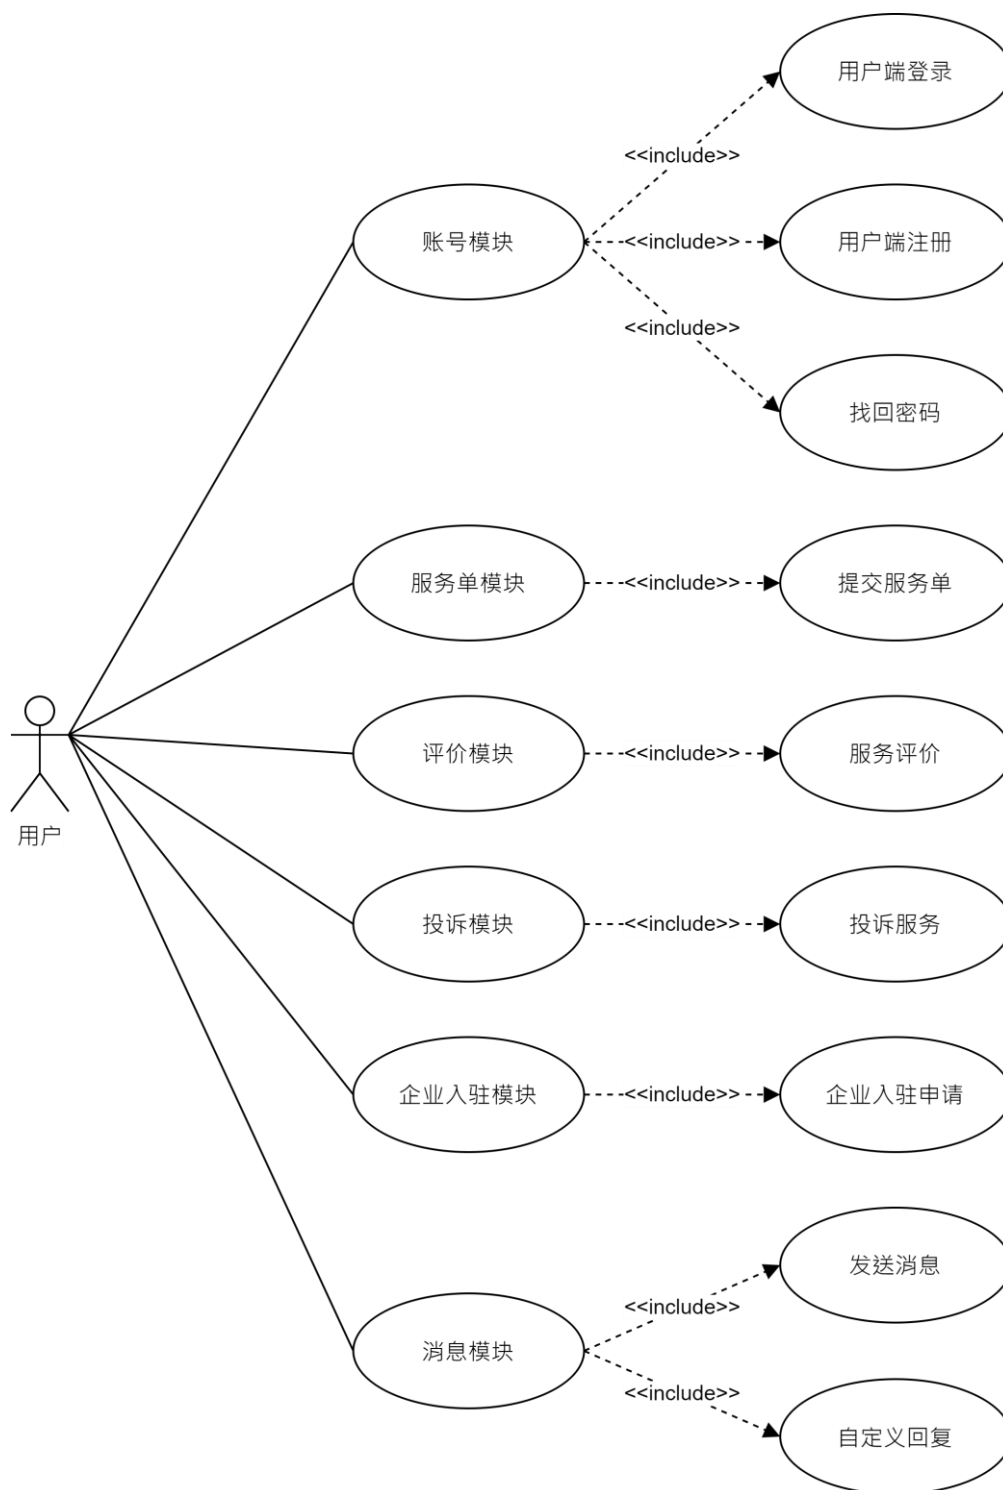 用户端登录
<<include>>
账号模块
<<include>>
用户端注册
<<include>>
找回密码
服务单模块
<<include>>
提交服务单
评价模块
<<include>>
服务评价
用户
投诉模块
<<include>>
投诉服务
企业入驻模块
<<include>>
企业入驻申请
发送消息
<<include>>
消息模块
<<include>>
自定义回复